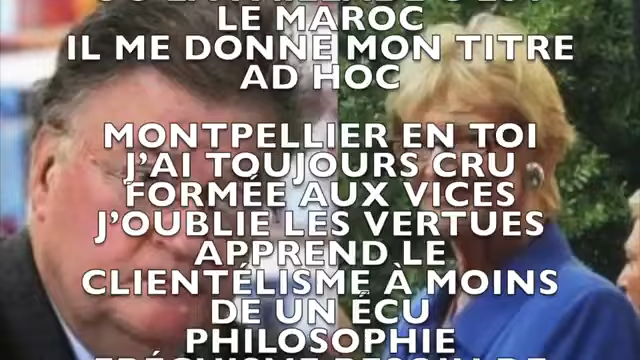 LE MAROC
IL ME DONNE MON TITRE
AD HOC
MONTPELLIER EN TOI
J'AI TOUJOURS CRU
FORMÉE AUX VICES
J'OUBLIE LES VERTUES
APPREND LE
CLIENTÉLISME À MOINS
DE UN ÉCU
PHILOSOPHIE